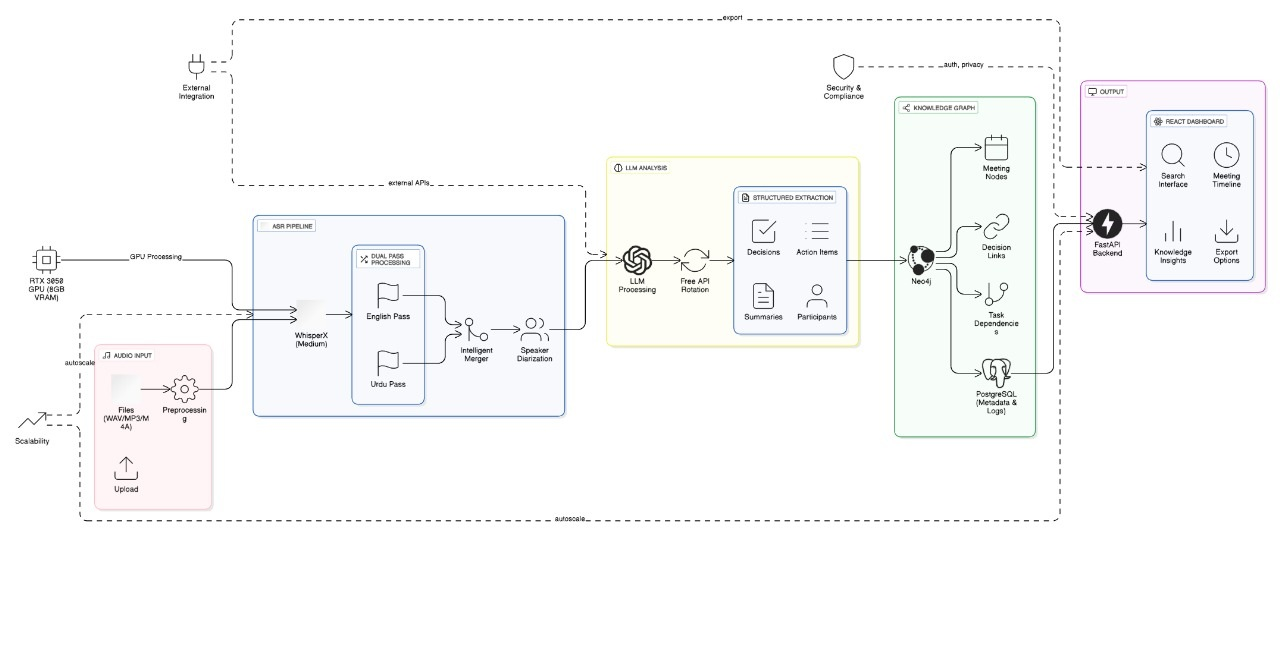 export
External
Integration
Security &
Compliance
auth, privacy
external APIs
RTX 3050
GPU (8GB
VRAM)
GPU Processing
autoscale
Scalability
autoscale
AUDIO INPUT
Files
(WAV/MP3/M
4A)
Preprocessin
g
Upload
ASR PIPELINE
WhisperX
(Medium)
DUAL PASS
PROCESSING
English Pass
Urdu Pass
Intelligent
Merger
Speaker
Diarization
LLM ANALYSIS
LLM
Processing
Free API
Rotation
STRUCTURED EXTRACTION
Decisions
Action Items
Summaries
Participants
KNOWLEDGE GRAPH
Neo4j
Meeting
Nodes
Decision
Links
Task
Dependencie
s
PostgreSQL
(Metadata &
Logs)
OUTPUT
FastAPI
Backend
REACT DASHBOARD
Search
Interface
Meeting
Timeline
Knowledge
Insights
Export
Options